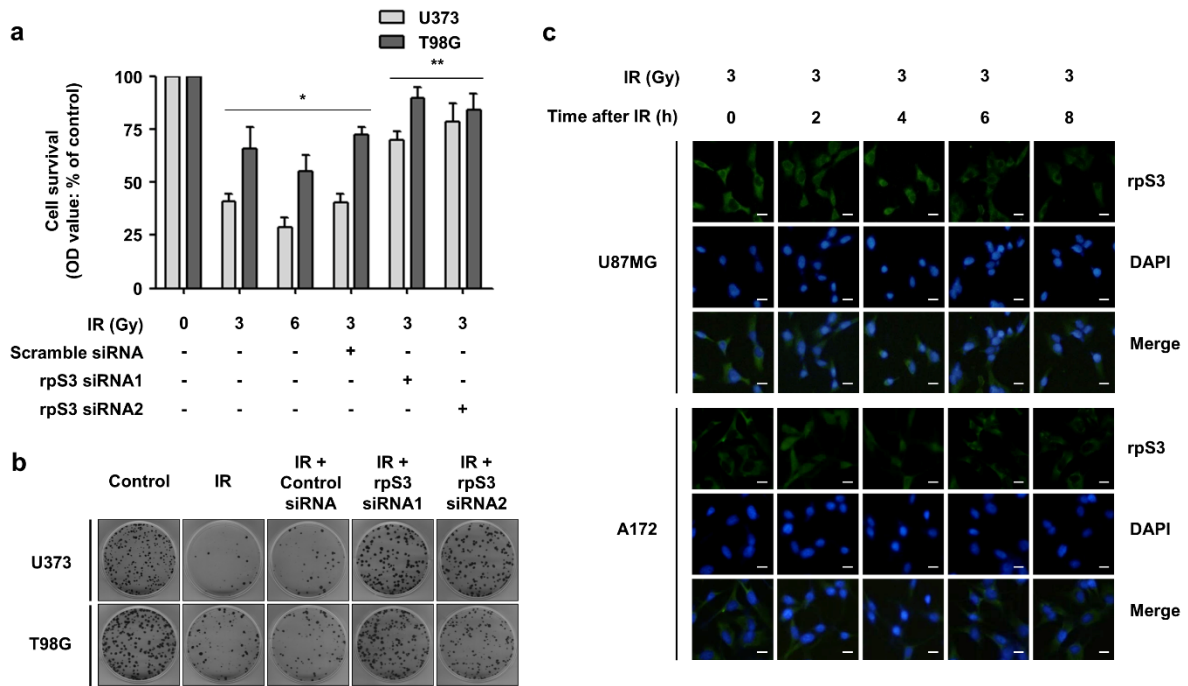 a
U373
T98G
Cell survival
(OD value: % of control)
100
75
50
25
0
*
**
IR (Gy) 0 3 6 3 3 3
Scramble siRNA - - - + - -
rpS3 siRNA1 - - - - + -
rpS3 siRNA2 - - - - - +
b
Control
IR
IR +
Control
siRNA
IR +
rpS3
siRNA1
IR +
rpS3
siRNA2
U373
T98G
c
IR (Gy) 3 3 3 3 3
Time after IR (h) 0 2 4 6 8
U87MG
rpS3
DAPI
Merge
A172
rpS3
DAPI
Merge